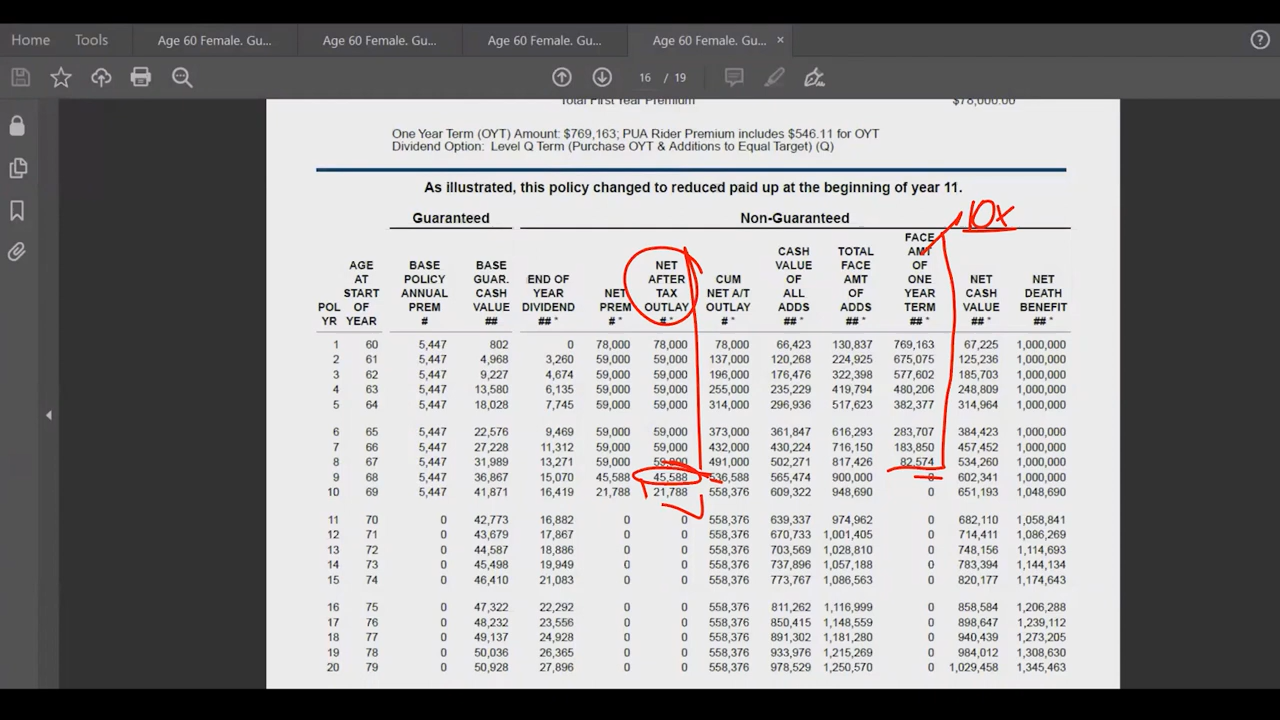 Home Tools Age 60 Female. Gu... Age 60 Female. Gu... Age 60 Female. Gu... Age 60 Female. Gu... ×
16 / 19
Total First Year Premium $78,000.00
One Year Term (OYT) Amount: $769,163; PUA Rider Premium includes $546.11 for OYT
Dividend Option: Level Q Term (Purchase OYT & Additions to Equal Target) (Q)
As illustrated, this policy changed to reduced paid up at the beginning of year 11.
10x
Guaranteed Non-Guaranteed
POL YR
AGE AT START OF YEAR
BASE POLICY ANNUAL PREM #
BASE GUAR. CASH VALUE ##
END OF YEAR DIVIDEND ## *
NET PREM # *
NET AFTER TAX OUTLAY # *
CUM NET A/T OUTLAY # *
CASH VALUE OF ALL ADDS ## *
TOTAL FACE AMT OF ADDS ## *
FACE AMT OF ONE YEAR TERM ## *
NET CASH VALUE ## *
NET DEATH BENEFIT ## *
1 60 5,447 802 0 78,000 78,000 78,000 66,423 130,837 769,163 67,225 1,000,000
2 61 5,447 4,968 3,260 59,000 59,000 137,000 120,268 224,925 675,075 125,236 1,000,000
3 62 5,447 9,227 4,674 59,000 59,000 196,000 176,476 322,398 577,602 185,703 1,000,000
4 63 5,447 13,580 6,135 59,000 59,000 255,000 235,229 419,794 480,206 248,809 1,000,000
5 64 5,447 18,028 7,745 59,000 59,000 314,000 296,936 517,623 382,377 314,964 1,000,000
6 65 5,447 22,576 9,469 59,000 59,000 373,000 361,847 616,293 283,707 384,423 1,000,000
7 66 5,447 27,228 11,312 59,000 59,000 432,000 430,224 716,150 183,850 457,452 1,000,000
8 67 5,447 31,989 13,271 59,000 59,000 491,000 502,271 817,426 82,574 534,260 1,000,000
9 68 5,447 36,867 15,070 45,588 45,588 536,588 565,474 900,000 0 602,341 1,000,000
10 69 5,447 41,871 16,419 21,788 21,788 558,376 609,322 948,690 0 651,193 1,048,690
11 70 0 42,773 16,882 0 0 558,376 639,337 974,962 0 682,110 1,058,841
12 71 0 43,679 17,867 0 0 558,376 670,733 1,001,405 0 714,411 1,086,269
13 72 0 44,587 18,886 0 0 558,376 703,569 1,028,810 0 748,156 1,114,693
14 73 0 45,498 19,949 0 0 558,376 737,896 1,057,188 0 783,394 1,144,134
15 74 0 46,410 21,083 0 0 558,376 773,767 1,086,563 0 820,177 1,174,643
16 75 0 47,322 22,292 0 0 558,376 811,262 1,116,999 0 858,584 1,206,288
17 76 0 48,232 23,556 0 0 558,376 850,415 1,148,559 0 898,647 1,239,112
18 77 0 49,137 24,928 0 0 558,376 891,302 1,181,280 0 940,439 1,273,205
19 78 0 50,036 26,365 0 0 558,376 933,976 1,215,269 0 984,012 1,308,630
20 79 0 50,928 27,896 0 0 558,376 978,529 1,250,570 0 1,029,458 1,345,463